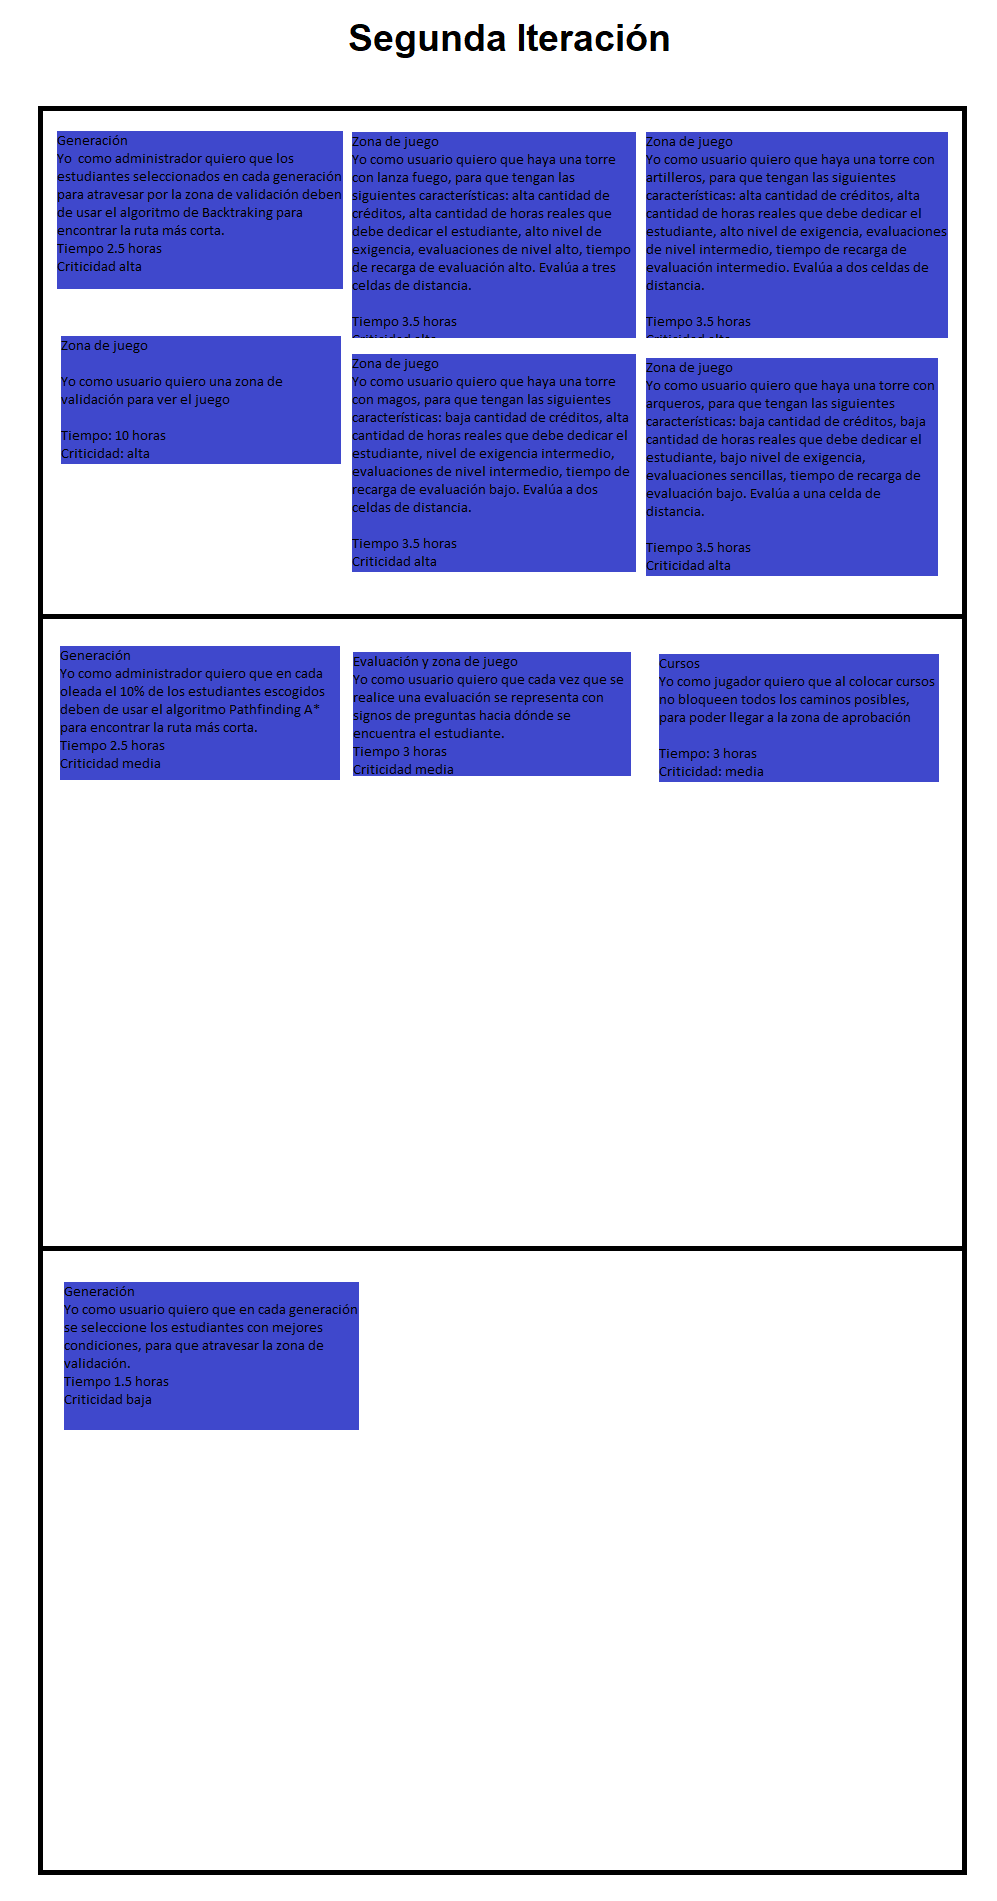 Segunda Iteración
Generación
Yo  como administrador quiero que los
estudiantes seleccionados en cada generación
para atravesar por la zona de validación deben
de usar el algoritmo de Backtraking para
encontrar la ruta más corta.
Tiempo 2.5 horas
Criticidad alta
Zona de juego
Yo como usuario quiero que haya una torre
con lanza fuego, para que tengan las
siguientes características: alta cantidad de
créditos, alta cantidad de horas reales que
debe dedicar el estudiante, alto nivel de
exigencia, evaluaciones de nivel alto, tiempo
de recarga de evaluación alto. Evalúa a tres
celdas de distancia.
Tiempo 3.5 horas
Criticidad alta
Zona de juego
Yo como usuario quiero que haya una torre con
artilleros, para que tengan las siguientes
características: alta cantidad de créditos, alta
cantidad de horas reales que debe dedicar el
estudiante, alto nivel de exigencia, evaluaciones
de nivel intermedio, tiempo de recarga de
evaluación intermedio. Evalúa a dos celdas de
distancia.
Tiempo 3.5 horas
Criticidad alta
Zona de juego
Yo como usuario quiero una zona de
validación para ver el juego
Tiempo: 10 horas
Criticidad: alta
Zona de juego
Yo como usuario quiero que haya una torre
con magos, para que tengan las siguientes
características: baja cantidad de créditos, alta
cantidad de horas reales que debe dedicar el
estudiante, nivel de exigencia intermedio,
evaluaciones de nivel intermedio, tiempo de
recarga de evaluación bajo. Evalúa a dos
celdas de distancia.
Tiempo 3.5 horas
Criticidad alta
Zona de juego
Yo como usuario quiero que haya una torre con
arqueros, para que tengan las siguientes
características: baja cantidad de créditos, baja
cantidad de horas reales que debe dedicar el
estudiante, bajo nivel de exigencia,
evaluaciones sencillas, tiempo de recarga de
evaluación bajo. Evalúa a una celda de
distancia.
Tiempo 3.5 horas
Criticidad alta
Generación
Yo como administrador quiero que en cada
oleada el 10% de los estudiantes escogidos
deben de usar el algoritmo Pathfinding A*
para encontrar la ruta más corta.
Tiempo 2.5 horas
Criticidad media
Evaluación y zona de juego
Yo como usuario quiero que cada vez que se
realice una evaluación se representa con
signos de preguntas hacia dónde se
encuentra el estudiante.
Tiempo 3 horas
Criticidad media
Cursos
Yo como jugador quiero que al colocar cursos
no bloqueen todos los caminos posibles,
para poder llegar a la zona de aprobación
Tiempo: 3 horas
Criticidad: media
Generación
Yo como usuario quiero que en cada generación
se seleccione los estudiantes con mejores
condiciones, para que atravesar la zona de
validación.
Tiempo 1.5 horas
Criticidad baja